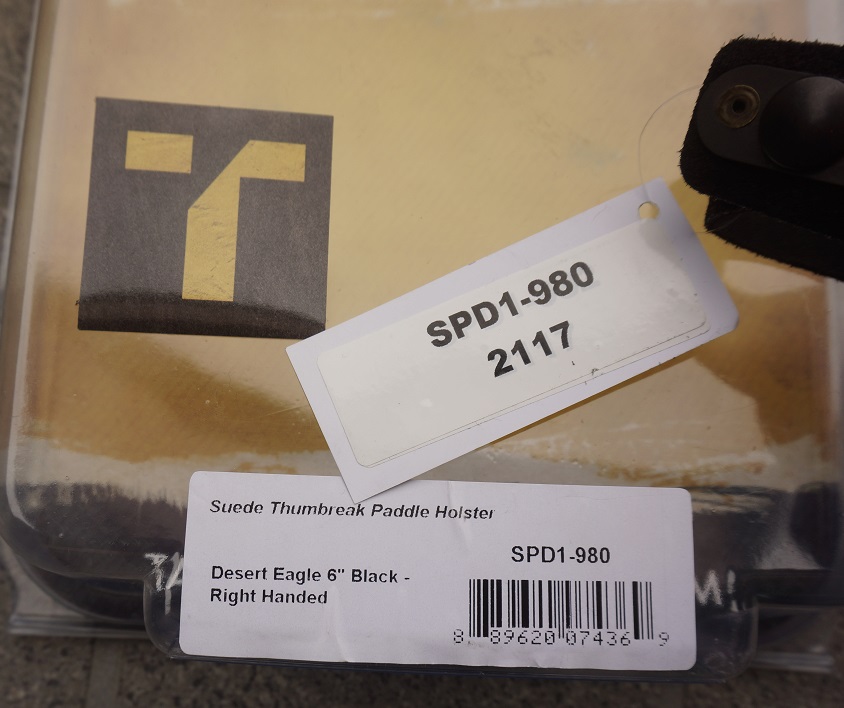 SPD1-980
2117
Suede Thumbreak Paddle Holster
SPD1-980
Desert Eagle 6" Black -
Right Handed
8 89620 07436 9